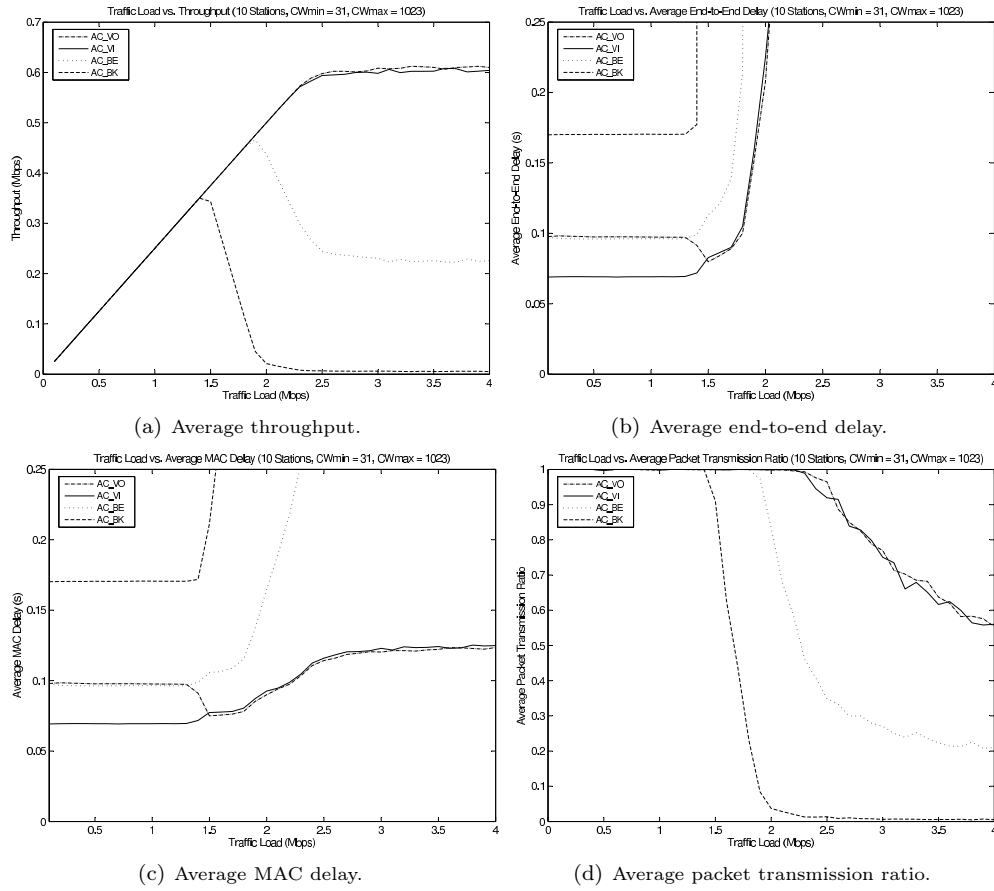 Traffic Load vs. Throughput (10 Stations, CWmin = 31, CWmax = 1023)
AC_VO
AC_VI
AC_BE
AC_BK
Throughput (Mbps)
0.7
0.6
0.5
0.4
0.3
0.2
0.1
0
0 0.5 1 1.5 2 2.5 3 3.5 4
Traffic Load (Mbps)
(a) Average throughput.
Traffic Load vs. Average End-to-End Delay (10 Stations, CWmin = 31, CWmax = 1023)
AC_VO
AC_VI
AC_BE
AC_BK
Average End-to-End Delay (s)
0.25
0.2
0.15
0.1
0.05
0
0.5 1 1.5 2 2.5 3 3.5 4
Traffic Load (Mbps)
(b) Average end-to-end delay.
Traffic Load vs. Average MAC Delay (10 Stations, CWmin = 31, CWmax = 1023)
AC_VO
AC_VI
AC_BE
AC_BK
Average MAC Delay (s)
0.25
0.2
0.15
0.1
0.05
0
0.5 1 1.5 2 2.5 3 3.5 4
Traffic Load (Mbps)
(c) Average MAC delay.
Traffic Load vs. Average Packet Transmission Ratio (10 Stations, CWmin = 31, CWmax = 1023)
AC_VO
AC_VI
AC_BE
AC_BK
Average Packet Transmission Ratio
1
0.9
0.8
0.7
0.6
0.5
0.4
0.3
0.2
0.1
0
0 0.5 1 1.5 2 2.5 3 3.5 4
Traffic Load (Mbps)
(d) Average packet transmission ratio.